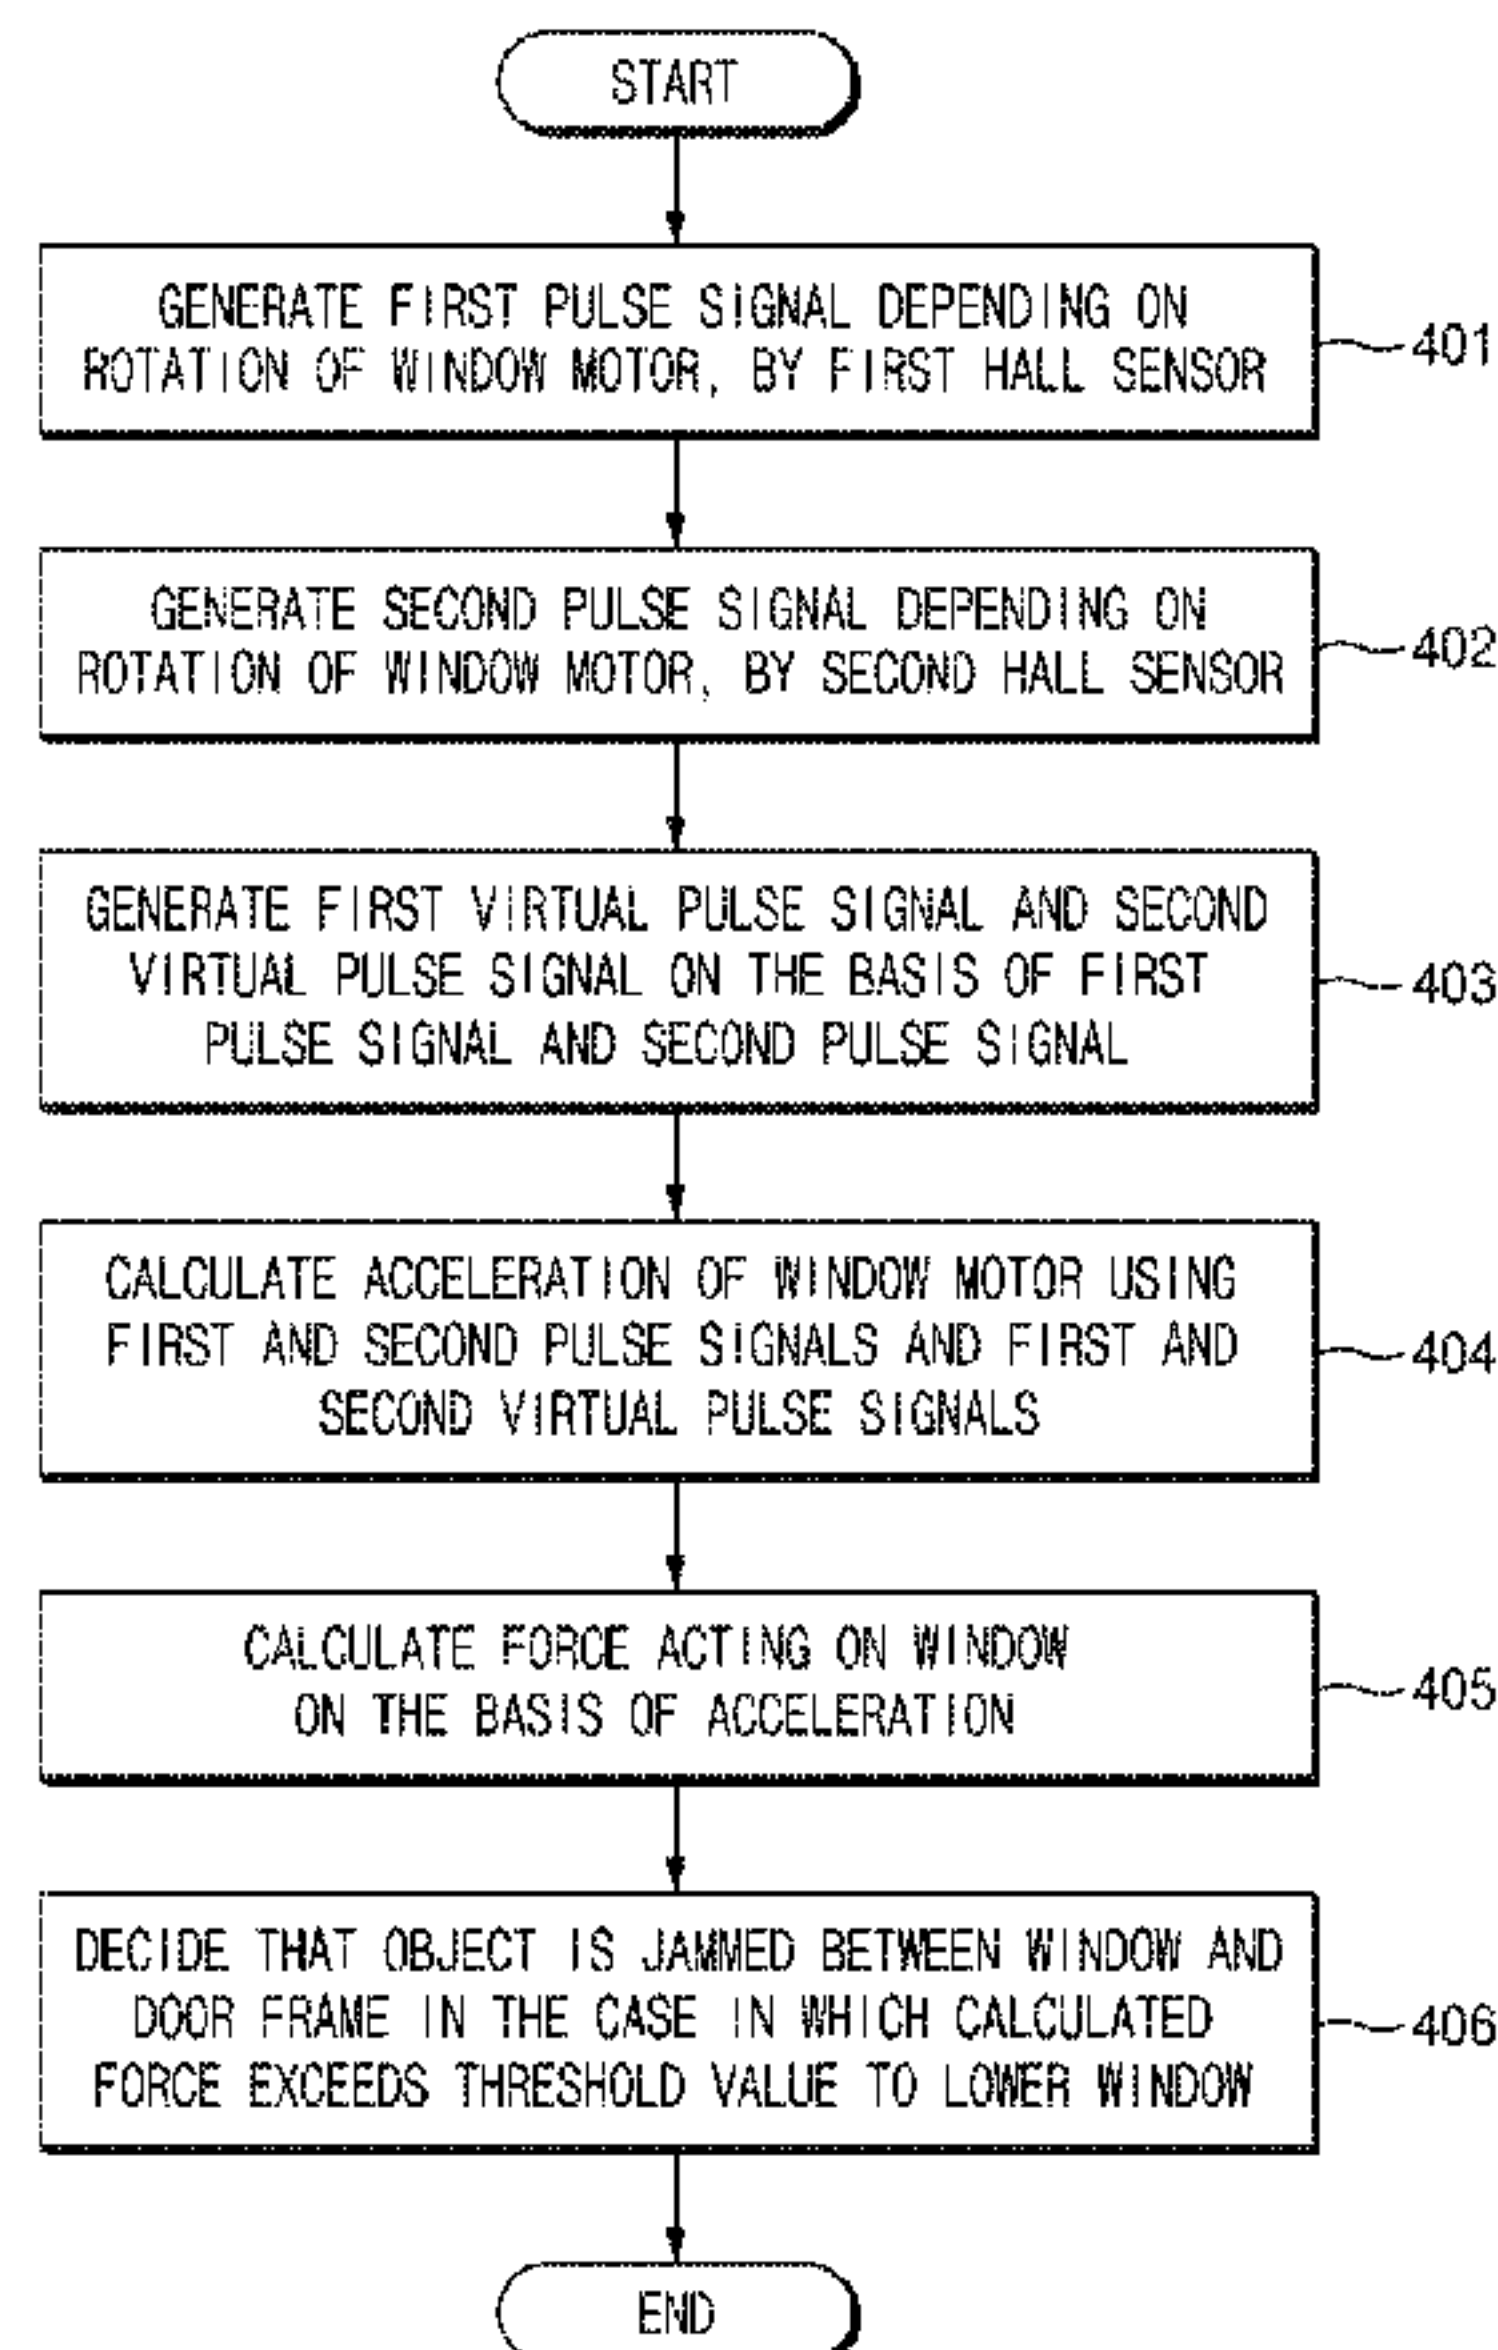 START
GENERATE FIRST PULSE SIGNAL DEPENDING ON
ROTATION OF WINDOW MOTOR, BY FIRST HALL SENSOR
401
GENERATE SECOND PULSE SIGNAL DEPENDING ON
ROTATION OF WINDOW MOTOR, BY SECOND HALL SENSOR
402
GENERATE FIRST VIRTUAL PULSE SIGNAL AND SECOND
VIRTUAL PULSE SIGNAL ON THE BASIS OF FIRST
PULSE SIGNAL AND SECOND PULSE SIGNAL
403
CALCULATE ACCELERATION OF WINDOW MOTOR USING
FIRST AND SECOND PULSE SIGNALS AND FIRST AND
SECOND VIRTUAL PULSE SIGNALS
404
CALCULATE FORCE ACTING ON WINDOW
ON THE BASIS OF ACCELERATION
405
DECIDE THAT OBJECT IS JAMMED BETWEEN WINDOW AND
DOOR FRAME IN THE CASE IN WHICH CALCULATED
FORCE EXCEEDS THRESHOLD VALUE TO LOWER WINDOW
406
END